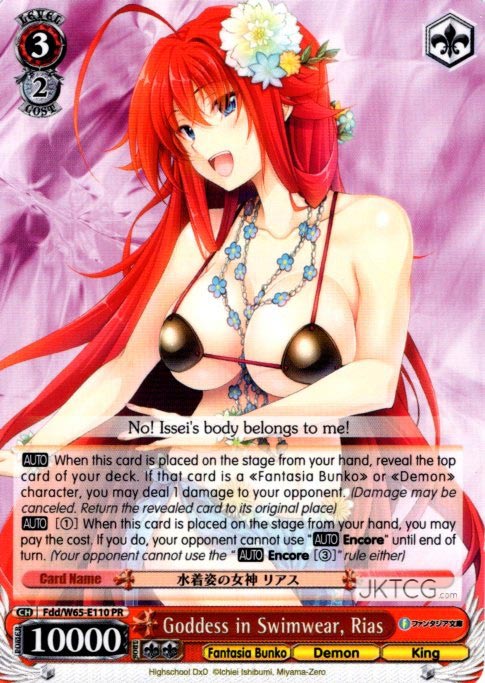 LEVEL
3
2
COST
No! Issei's body belongs to me!
AUTO When this card is placed on the stage from your hand, reveal the top
card of your deck. If that card is a «Fantasia Bunko» or «Demon»
character, you may deal 1 damage to your opponent. (Damage may be
canceled. Return the revealed card to its original place)
AUTO [①] When this card is placed on the stage from your hand, you may
pay the cost. If you do, your opponent cannot use "AUTO Encore" until end of
turn. (Your opponent cannot use the "AUTO Encore [③]" rule either)
Card Name 水着姿の女神 リアス
JKTCG.com
CH Fdd/W65-E110 PR
Goddess in Swimwear, Rias
ファンタジア文庫
POWER 10000 SOUL Fantasia Bunko Demon King
Highschool DxD ©Ichiei Ishibumi, Miyama-Zero